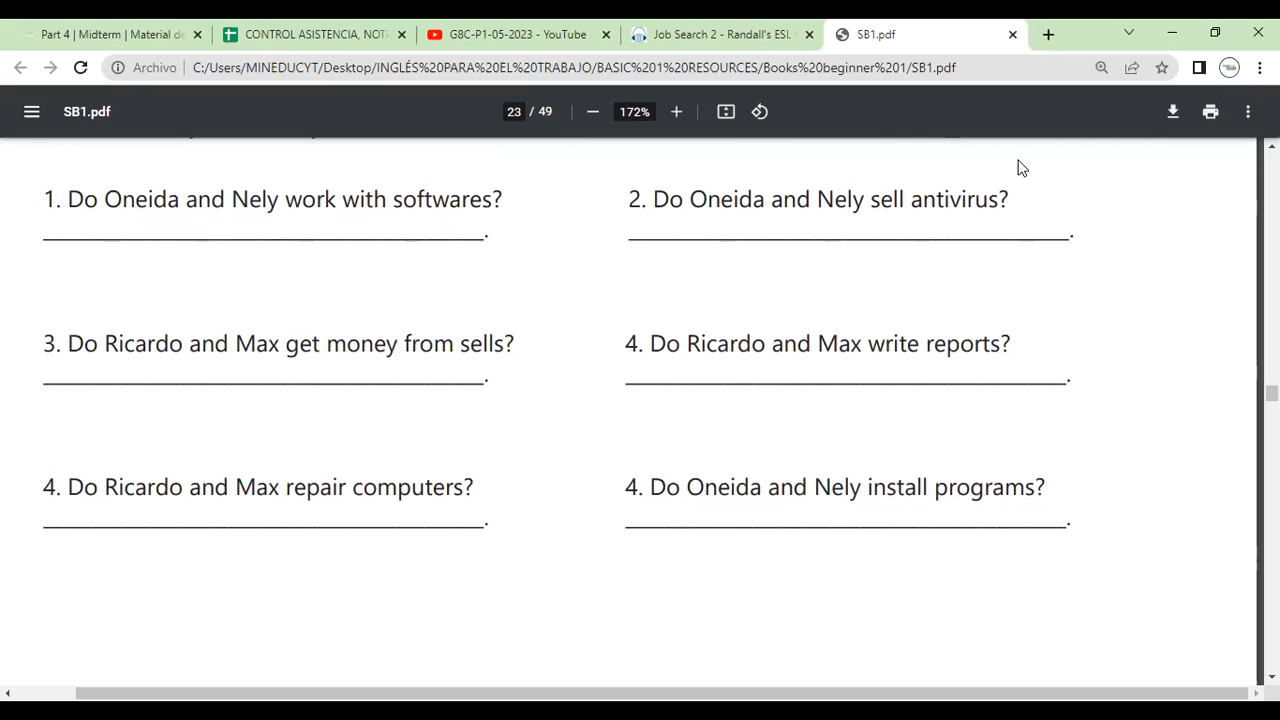 Part 4 | Midterm | Material de
CONTROL ASISTENCIA, NOTA
G8C-P1-05-2023 - YouTube
Job Search 2 - Randall's ESL
SB1.pdf
Archivo
C:/Users/MINEDUCYT/Desktop/INGLÉS%20PARA%20EL%20TRABAJO/BASIC%201%20RESOURCES/Books%20beginner%201/SB1.pdf
SB1.pdf
23 / 49
172%
1. Do Oneida and Nely work with softwares?
2. Do Oneida and Nely sell antivirus?
3. Do Ricardo and Max get money from sells?
4. Do Ricardo and Max write reports?
4. Do Ricardo and Max repair computers?
4. Do Oneida and Nely install programs?